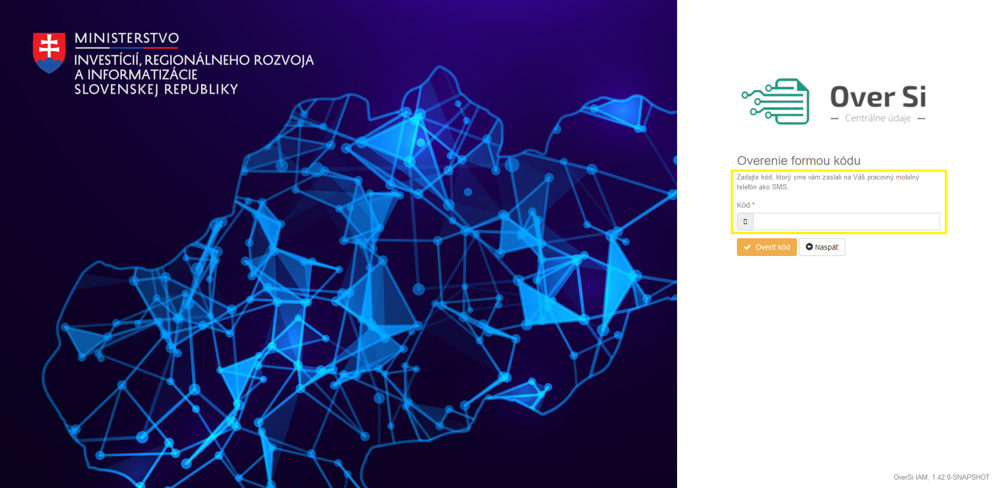 MINISTERSTVO
INVESTÍCIÍ, REGIONÁLNEHO ROZVOJA
A INFORMATIZÁCIE
SLOVENSKEJ REPUBLIKY
Over Si
Centrálne údaje
Overenie formou kódu
Zadajte kód, ktorý sme vám zaslali na Váš pracovný mobilný
telefón ako SMS.
Kód *
Overiť kód
Naspäť
OverSi IAM, 1.42.0-SNAPSHOT